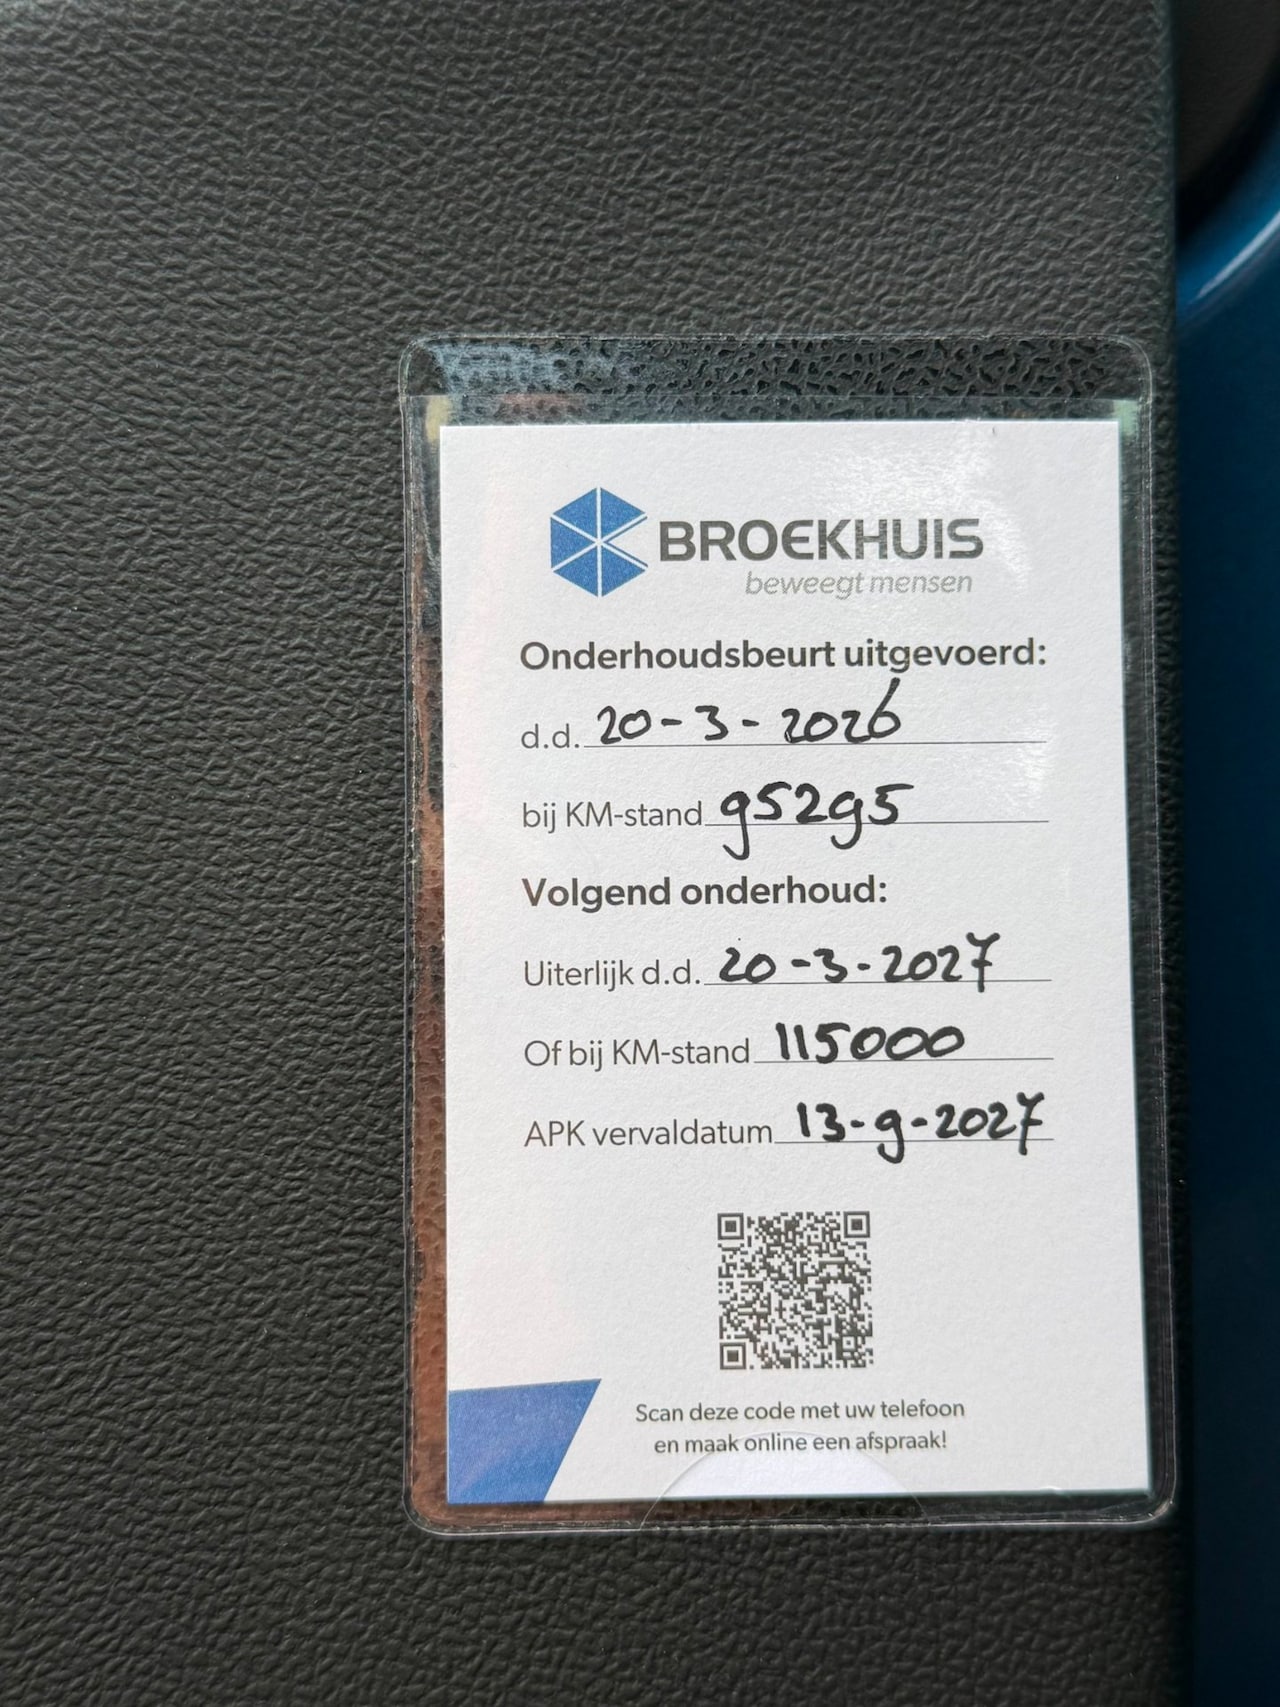 BROEKHUIS
beweegt mensen
Onderhoudsbeurt uitgevoerd:
d.d. 20-3-2026
bij KM-stand 95295
Volgend onderhoud:
Uiterlijk d.d. 20-3-2027
Of bij KM-stand 115000
APK vervaldatum 13-9-2027
Scan deze code met uw telefoon
en maak online een afspraak!